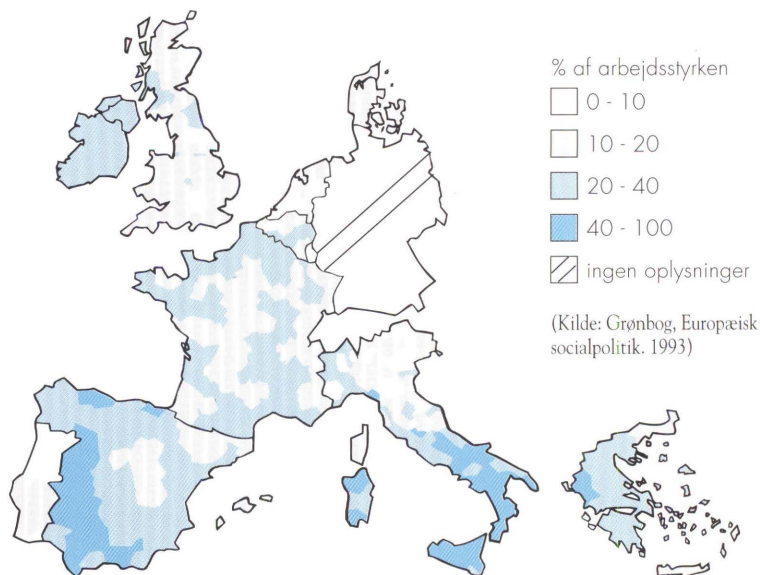 % af arbejdsstyrken
0 - 10
10 - 20
20 - 40
40 - 100
ingen oplysninger
(Kilde: Grønbog, Europæisk
socialpolitik. 1993)